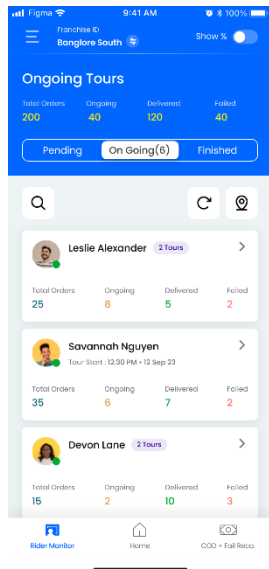 Figma 9:41 AM 100%
Franchise ID
Banglore South
Show %
Ongoing Tours
Total Orders Ongoing Delivered Failed
200 40 120 40
Pending On Going(6) Finished
Leslie Alexander 2 Tours
Total Orders Ongoing Delivered Failed
25 8 5 2
Savannah Nguyen
Tour Start : 12:30 PM • 12 Sep 23
Total Orders Ongoing Delivered Failed
35 6 7 2
Devon Lane 2 Tours
Total Orders Ongoing Delivered Failed
15 2 10 3
Rider Monitor Home COD + Fail Reco.